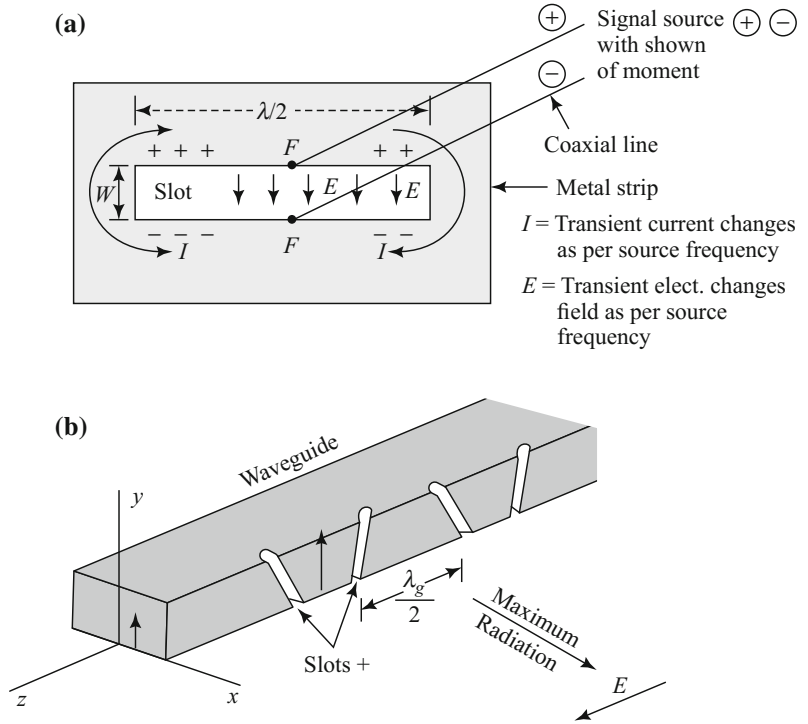 (a)
⊕ Signal source ⊕ ⊖
with shown
⊖ of moment
λ/2
Coaxial line
+ + + F + +
W Slot E E
Metal strip
− − − F − −
I I
I = Transient current changes
as per source frequency
E = Transient elect. changes
field as per source
frequency
(b)
Waveguide
y
λg/2
Maximum
Radiation
Slots +
z
x
E